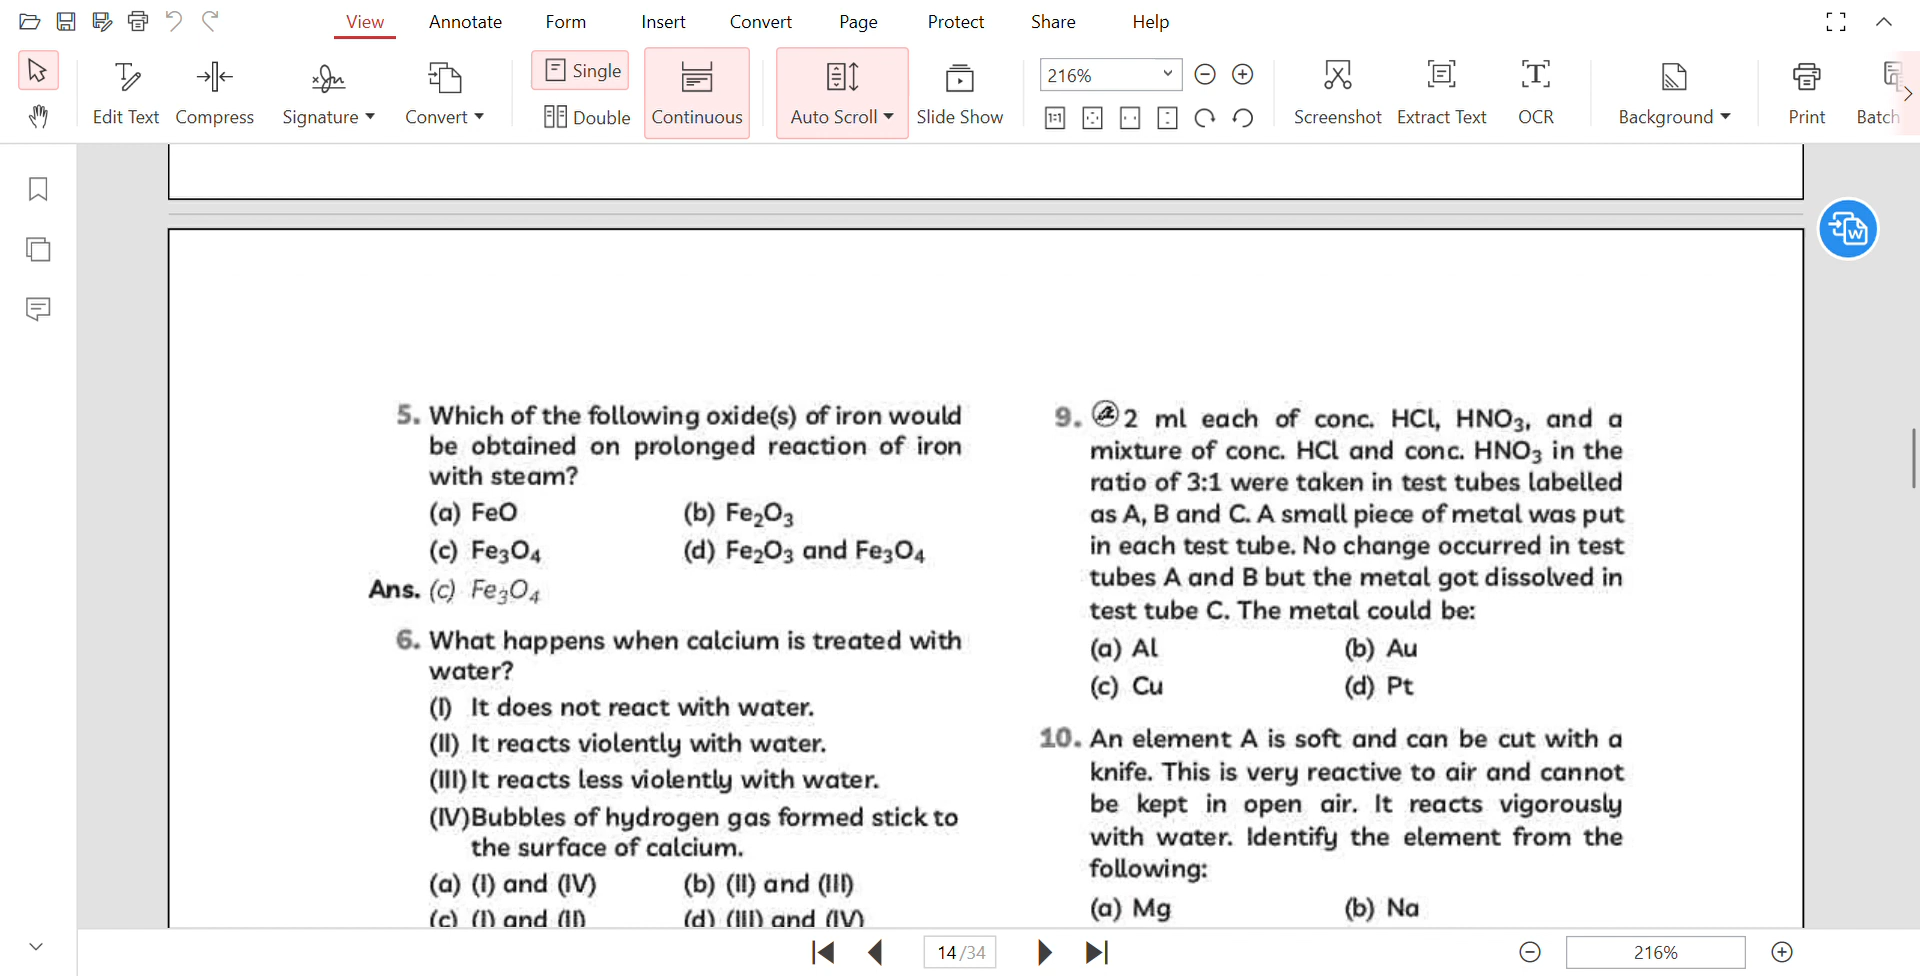 View Annotate Form Insert Convert Page Protect Share Help
Edit Text Compress Signature Convert Single Double Continuous Auto Scroll Slide Show 216% Screenshot Extract Text OCR Background Print Batch
5. Which of the following oxide(s) of iron would
be obtained on prolonged reaction of iron
with steam?
(a) FeO (b) Fe₂O₃
(c) Fe₃O₄ (d) Fe₂O₃ and Fe₃O₄
Ans. (c) Fe₃O₄
6. What happens when calcium is treated with
water?
(I) It does not react with water.
(II) It reacts violently with water.
(III) It reacts less violently with water.
(IV) Bubbles of hydrogen gas formed stick to
the surface of calcium.
(a) (I) and (IV) (b) (II) and (III)
(c) (I) and (II) (d) (III) and (IV)
9. 2 ml each of conc. HCl, HNO₃, and a
mixture of conc. HCl and conc. HNO₃ in the
ratio of 3:1 were taken in test tubes labelled
as A, B and C. A small piece of metal was put
in each test tube. No change occurred in test
tubes A and B but the metal got dissolved in
test tube C. The metal could be:
(a) Al (b) Au
(c) Cu (d) Pt
10. An element A is soft and can be cut with a
knife. This is very reactive to air and cannot
be kept in open air. It reacts vigorously
with water. Identify the element from the
following:
(a) Mg (b) Na
14 /34 216%